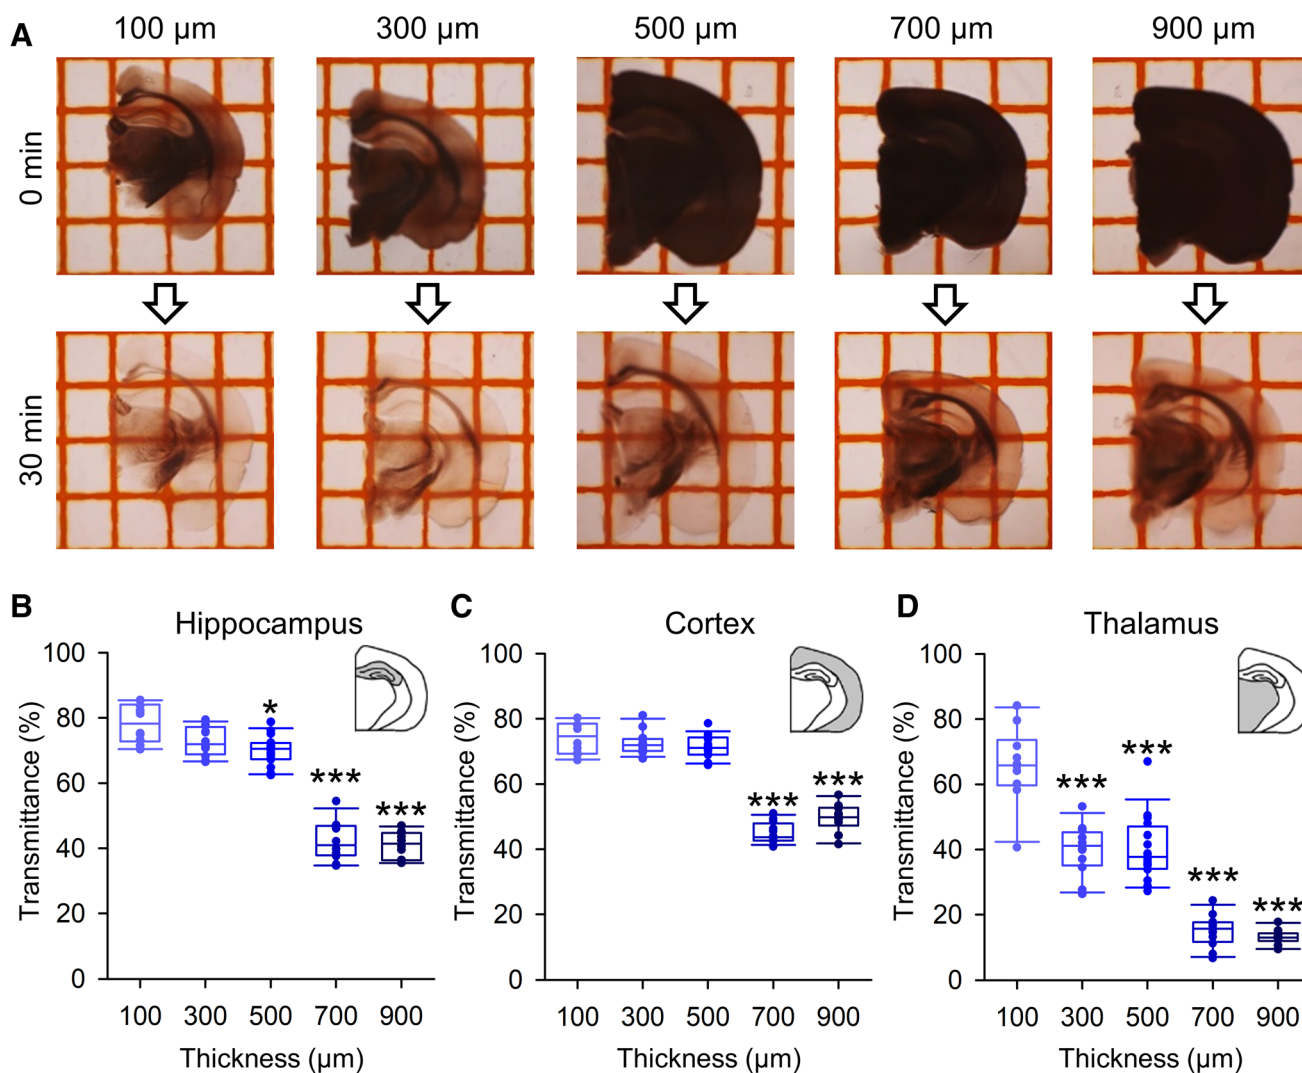 A
100 µm 300 µm 500 µm 700 µm 900 µm
0 min
30 min
B Hippocampus
Transmittance (%)
100
80
60
40
20
0
*
***
***
100 300 500 700 900
Thickness (µm)
C Cortex
Transmittance (%)
100
80
60
40
20
0
***
***
100 300 500 700 900
Thickness (µm)
D Thalamus
Transmittance (%)
100
80
60
40
20
0
***
***
***
***
100 300 500 700 900
Thickness (µm)